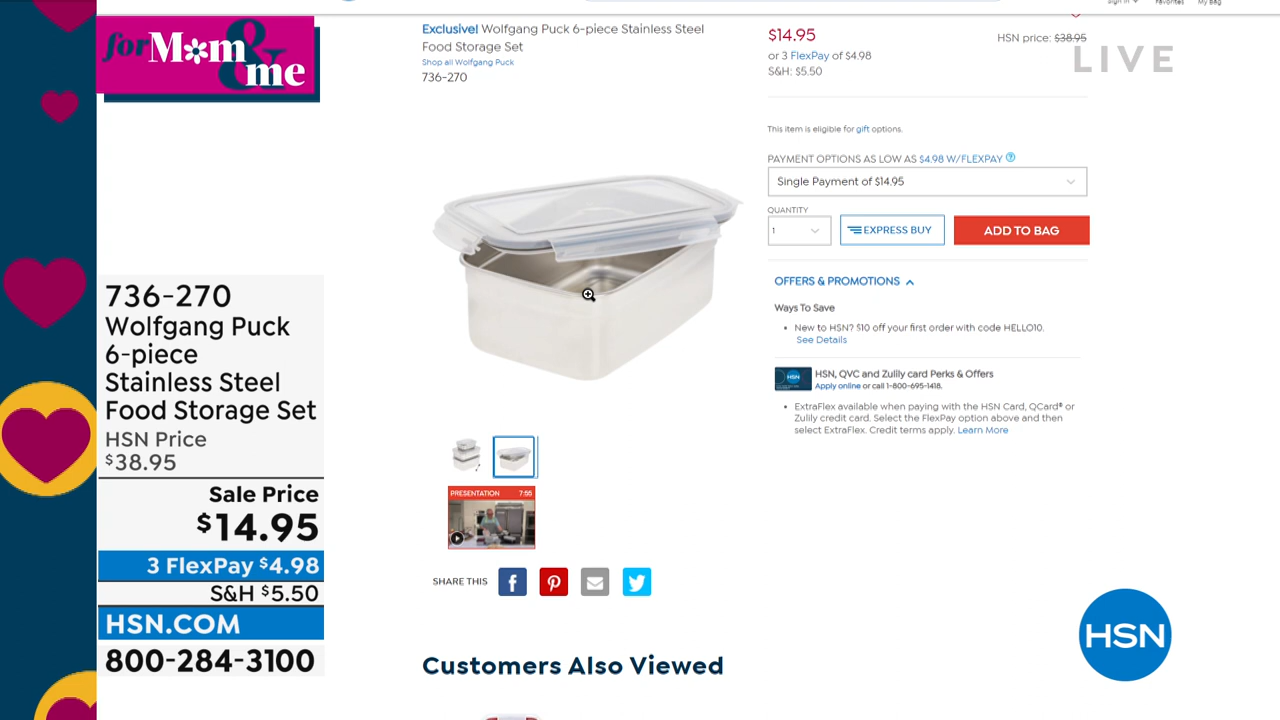 Sign in
Favorites
My Bag
for Mom
& me
Exclusive! Wolfgang Puck 6-piece Stainless Steel
Food Storage Set
Shop all Wolfgang Puck
736-270
$14.95
HSN price: $38.95
or 3 FlexPay of $4.98
S&H: $5.50
LIVE
This item is eligible for gift options.
PAYMENT OPTIONS AS LOW AS $4.98 W/FLEXPAY ?
Single Payment of $14.95
QUANTITY
1
EXPRESS BUY
ADD TO BAG
OFFERS & PROMOTIONS
Ways To Save
• New to HSN? $10 off your first order with code HELLO10.
See Details
HSN
HSN, QVC and Zulily card Perks & Offers
Apply online or call 1-800-695-1418.
• ExtraFlex available when paying with the HSN Card, QCard® or
Zulily credit card. Select the FlexPay option above and then
select ExtraFlex. Credit terms apply. Learn More
736-270
Wolfgang Puck
6-piece
Stainless Steel
Food Storage Set
HSN Price
$38.95
Sale Price
$14.95
3 FlexPay $4.98
S&H $5.50
HSN.COM
800-284-3100
PRESENTATION 7:56
SHARE THIS
Customers Also Viewed
HSN